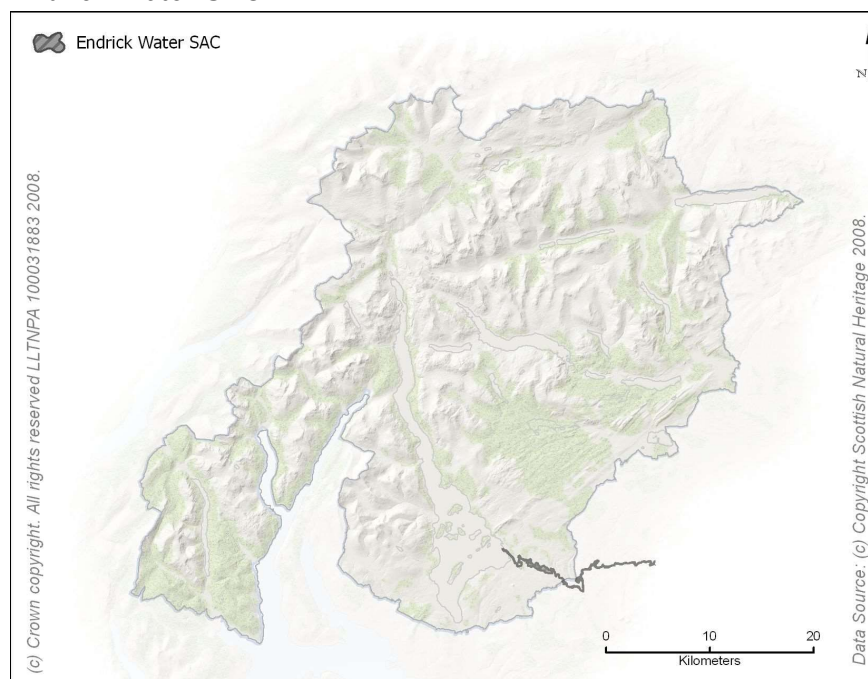 Endrick Water SAC
z
(c) Crown copyright. All rights reserved LLTNPA 100031883 2008.
Data Source: (c) Copyright Scottish Natural Heritage 2008.
0 10 20
Kilometers